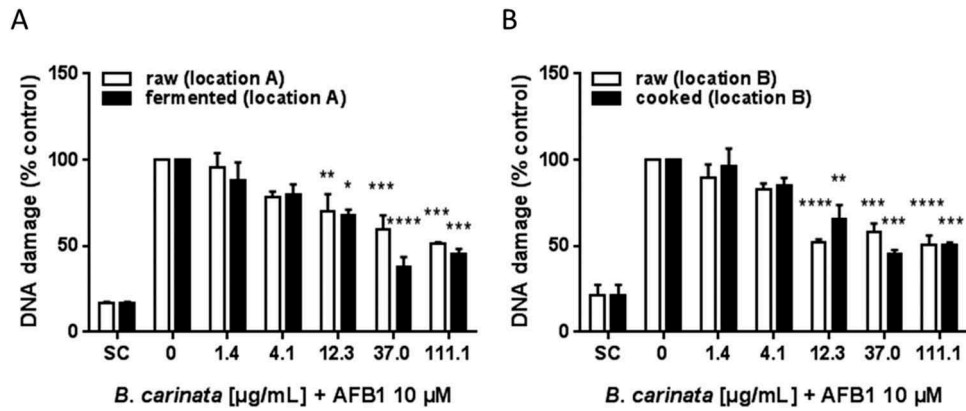 A
DNA damage (% control)
150
100
50
0
raw (location A)
fermented (location A)
** * *** **** *** ***
SC 0 1.4 4.1 12.3 37.0 111.1
B. carinata [µg/mL] + AFB1 10 µM
B
DNA damage (% control)
150
100
50
0
raw (location B)
cooked (location B)
**** ** *** *** **** ***
SC 0 1.4 4.1 12.3 37.0 111.1
B. carinata [µg/mL] + AFB1 10 µM